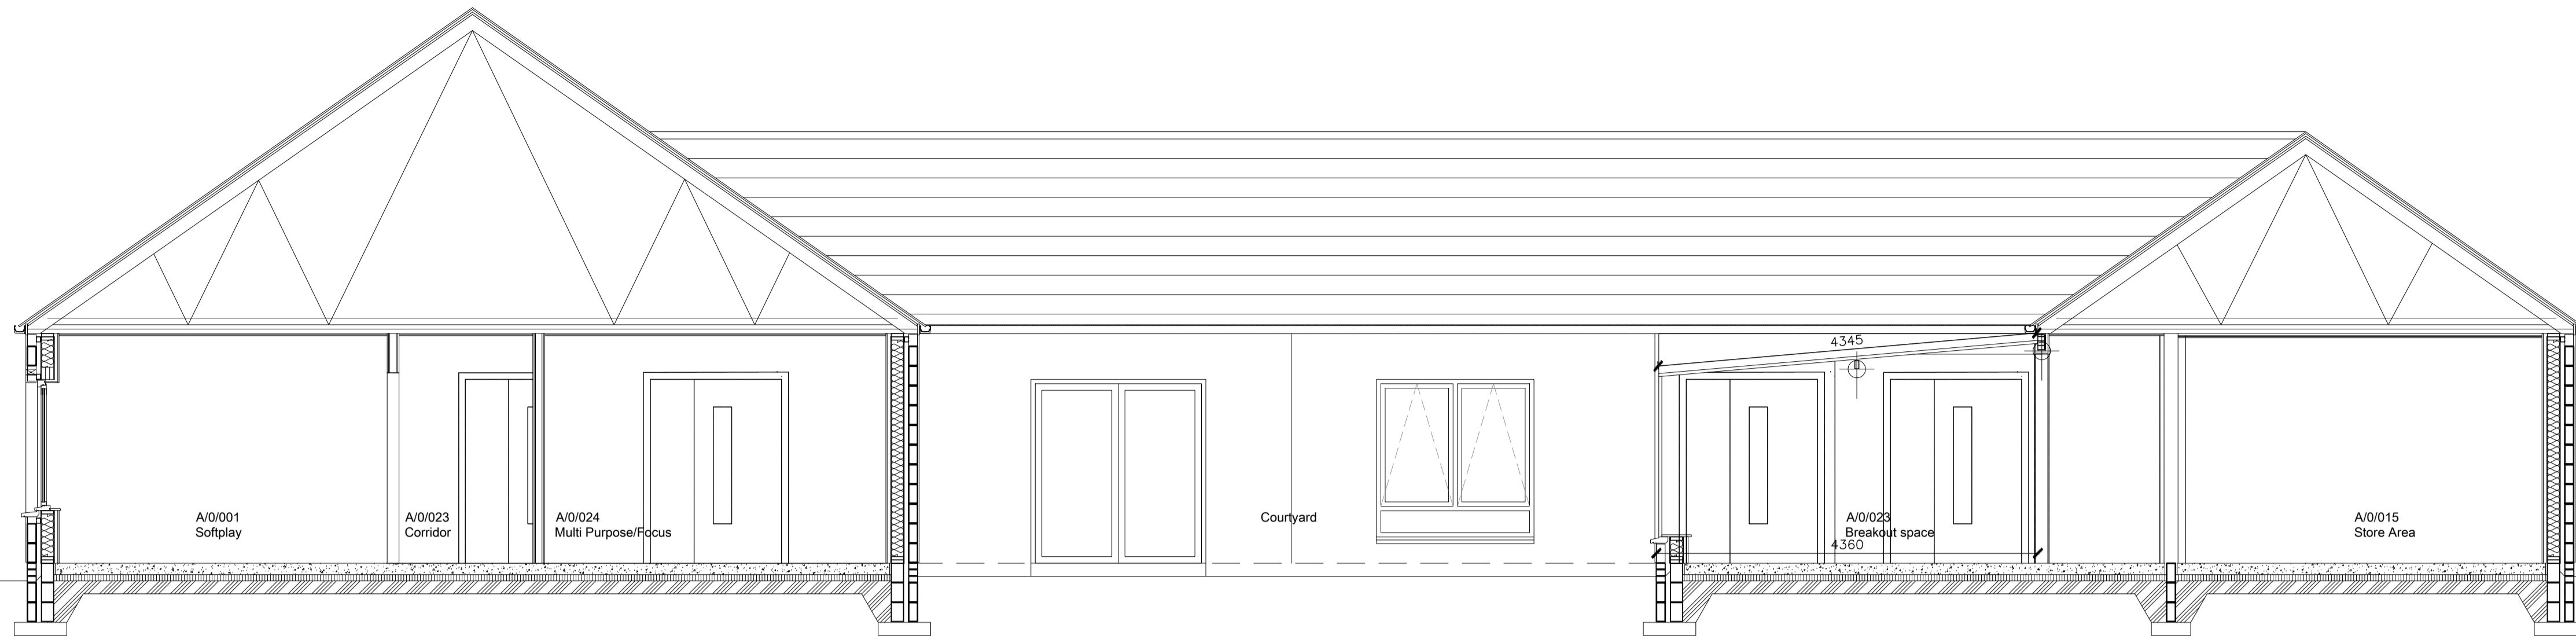 4345
A/0/001
Softplay
A/0/023
Corridor
A/0/024
Multi Purpose/Focus
Courtyard
A/0/023
Breakout space
4360
A/0/015
Store Area